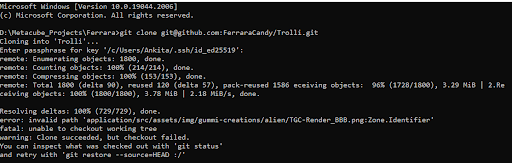 Microsoft Windows [Version 10.0.19044.2006]
(c) Microsoft Corporation. All rights reserved.
D:\Metacube_Projects\Ferrara>git clone git@github.com:FerraraCandy/Trolli.git
Cloning into 'Trolli'...
Enter passphrase for key '/c/Users/Ankita/.ssh/id_ed25519':
remote: Enumerating objects: 1800, done.
remote: Counting objects: 100% (214/214), done.
remote: Compressing objects: 100% (153/153), done.
remote: Total 1800 (delta 90), reused 120 (delta 57), pack-reused 1586 eceiving objects:  96% (1728/1800), 3.29 MiB | 2.Re
eiving objects: 100% (1800/1800), 3.78 MiB | 2.18 MiB/s, done.
Resolving deltas: 100% (729/729), done.
error: invalid path 'application/src/assets/img/gummi-creations/alien/TGC-Render_BBB.png:Zone.Identifier'
fatal: unable to checkout working tree
warning: Clone succeeded, but checkout failed.
You can inspect what was checked out with 'git status'
and retry with 'git restore --source=HEAD :/'